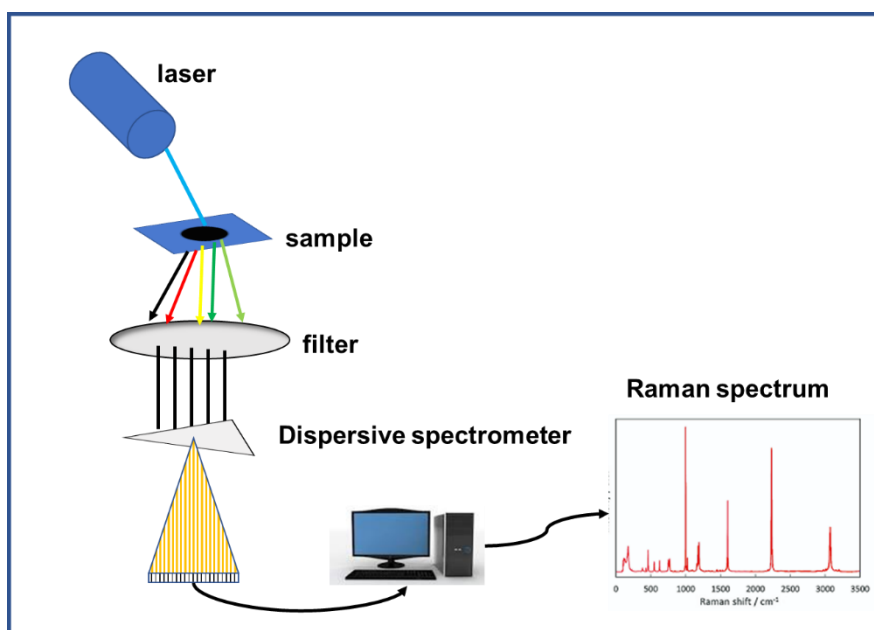 laser
sample
filter
Dispersive spectrometer
Raman spectrum
0 500 1000 1500 2000 2500 3000 3500
Raman shift / cm⁻¹